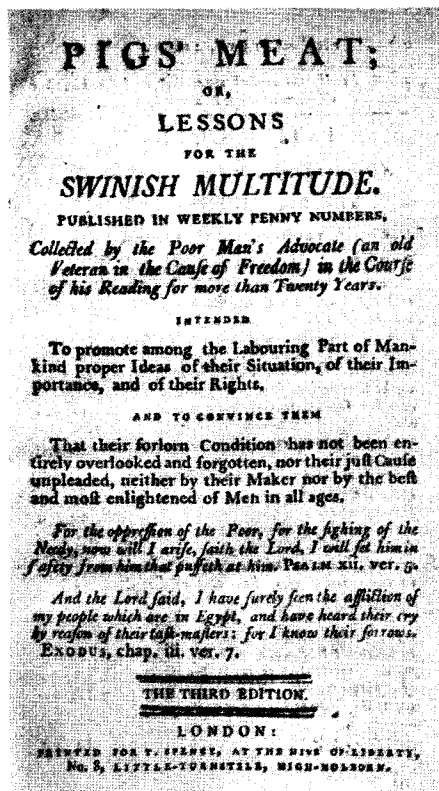 PIGS' MEAT;
OR,
LESSONS
FOR THE
SWINISH MULTITUDE.
PUBLISHED IN WEEKLY PENNY NUMBERS,
Collected by the Poor Man's Advocate (an old
Veteran in the Cauſe of Freedom) in the Courſe
of his Reading for more than Twenty Years.
INTENDED
To promote among the Labouring Part of Man-
kind proper Ideas of their Situation, of their Im-
portance, and of their Rights.
AND TO CONVINCE THEM
That their forlorn Condition has not been en-
tirely overlooked and forgotten, nor their juſt Cauſe
unpleaded, neither by their Maker nor by the beſt
and moſt enlightened of Men in all ages.
For the oppreſſion of the Poor, for the ſighing of the
Needy, now will I ariſe, ſaith the Lord, I will ſet him in
ſafety from him that puffeth at him. PSALM XII. ver. 5.
And the Lord ſaid, I have ſurely ſeen the affliction of
my people which are in Egypt, and have heard their cry
by reaſon of their taſk-maſters: for I know their ſorrows.
EXODUS, chap. iii. ver. 7.
THE THIRD EDITION.
LONDON:
PRINTED FOR T. SPENCE, AT THE HIVE OF LIBERTY,
No. 8, LITTLE-TURNSTILE, HIGH-HOLBORN.